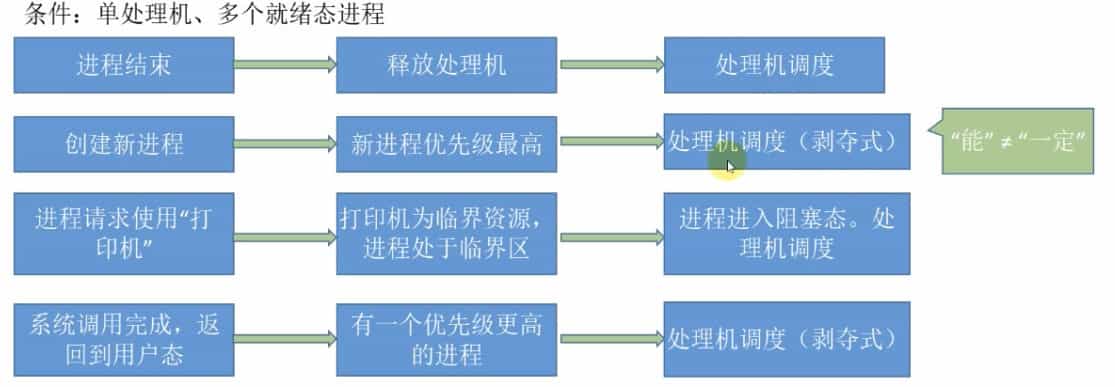 条件：单处理机、多个就绪态进程
进程结束
释放处理机
处理机调度
创建新进程
新进程优先级最高
处理机调度（剥夺式）
“能” ≠ “一定”
进程请求使用“打
印机”
打印机为临界资源，
进程处于临界区
进程进入阻塞态。处
理机调度
系统调用完成，返
回到用户态
有一个优先级更高
的进程
处理机调度（剥夺式）